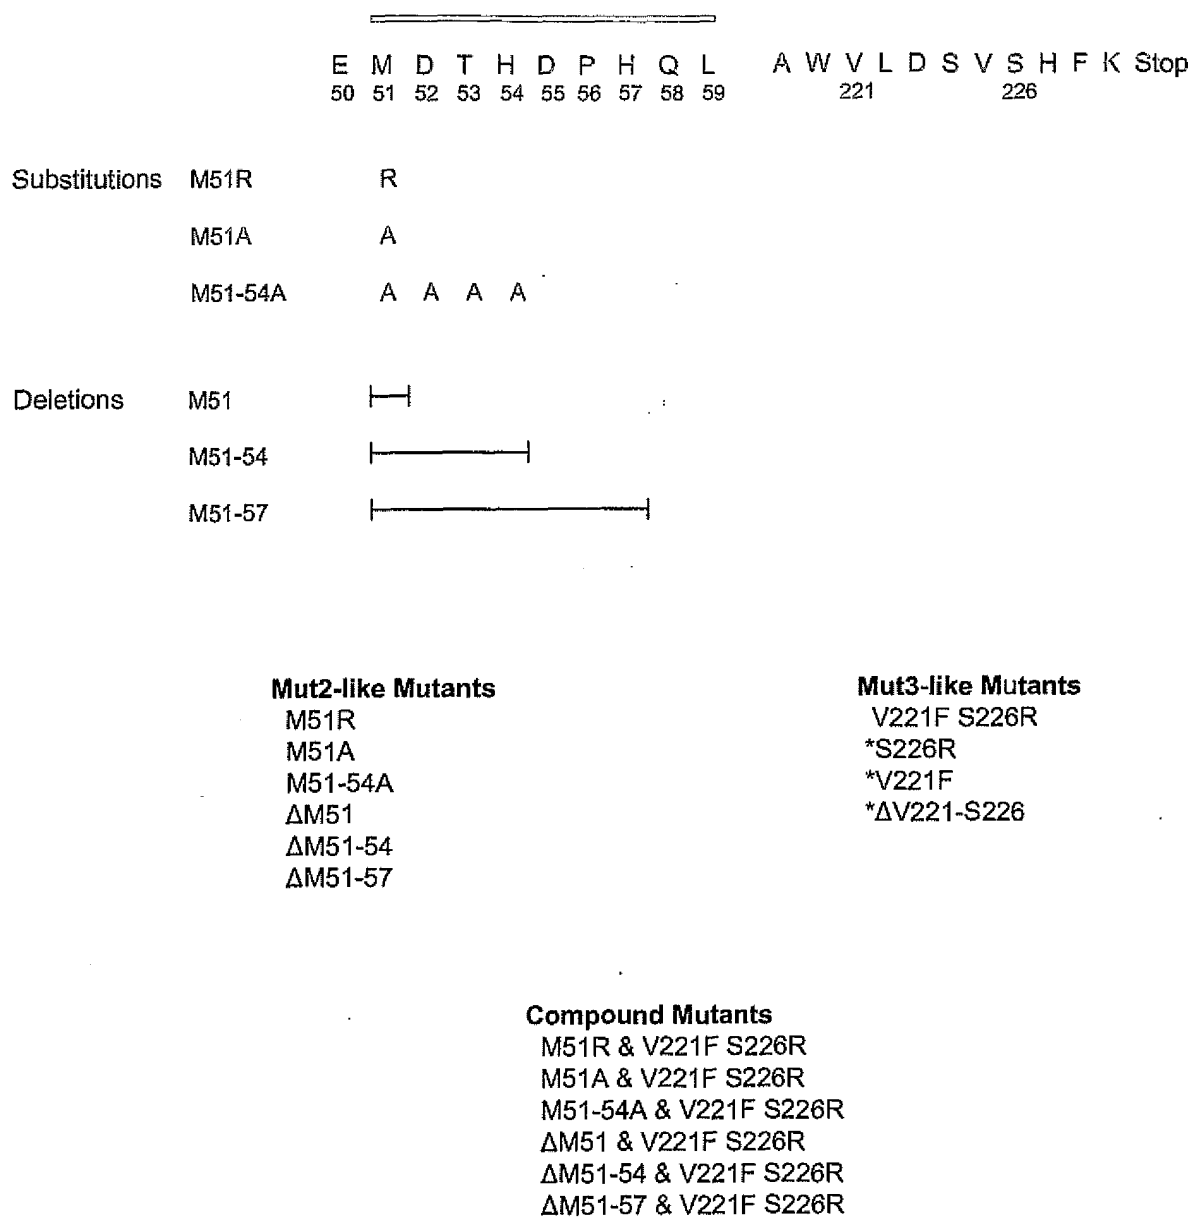 E M D T H D P H Q L A W V L D S V S H F K Stop
50 51 52 53 54 55 56 57 58 59 221 226
Substitutions M51R R
M51A A
M51-54A A A A A
Deletions M51
M51-54
M51-57
Mut2-like Mutants
M51R
M51A
M51-54A
ΔM51
ΔM51-54
ΔM51-57
Mut3-like Mutants
V221F S226R
*S226R
*V221F
*ΔV221-S226
Compound Mutants
M51R & V221F S226R
M51A & V221F S226R
M51-54A & V221F S226R
ΔM51 & V221F S226R
ΔM51-54 & V221F S226R
ΔM51-57 & V221F S226R